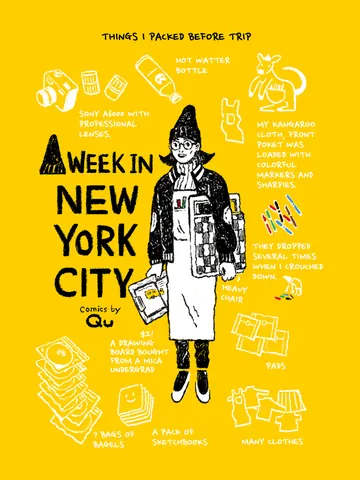 THINGS I PACKED BEFORE TRIP
HOT WATTER
BOTTLE
SONY A6000 WITH
PROFESSIONAL
LENSES.
MY KANGAROO
CLOTH, FRONT
POKET WAS
LOADED WITH
COLORFUL
MARKERS AND
SHARPIES.
A WEEK IN
NEW
YORK
CITY
Comics by
Qu
THEY DROPPED
SEVERAL TIMES
WHEN I CROUCHED
DOWN.
HEAVY
CHAIR
$2!
A DRAWING
BOARD BOUGHT
FROM A MICA
UNDERGRAD
PADS
7 BAGS OF
BAGELS
A PACK OF
SKETCHBOOKS
MANY CLOTHES